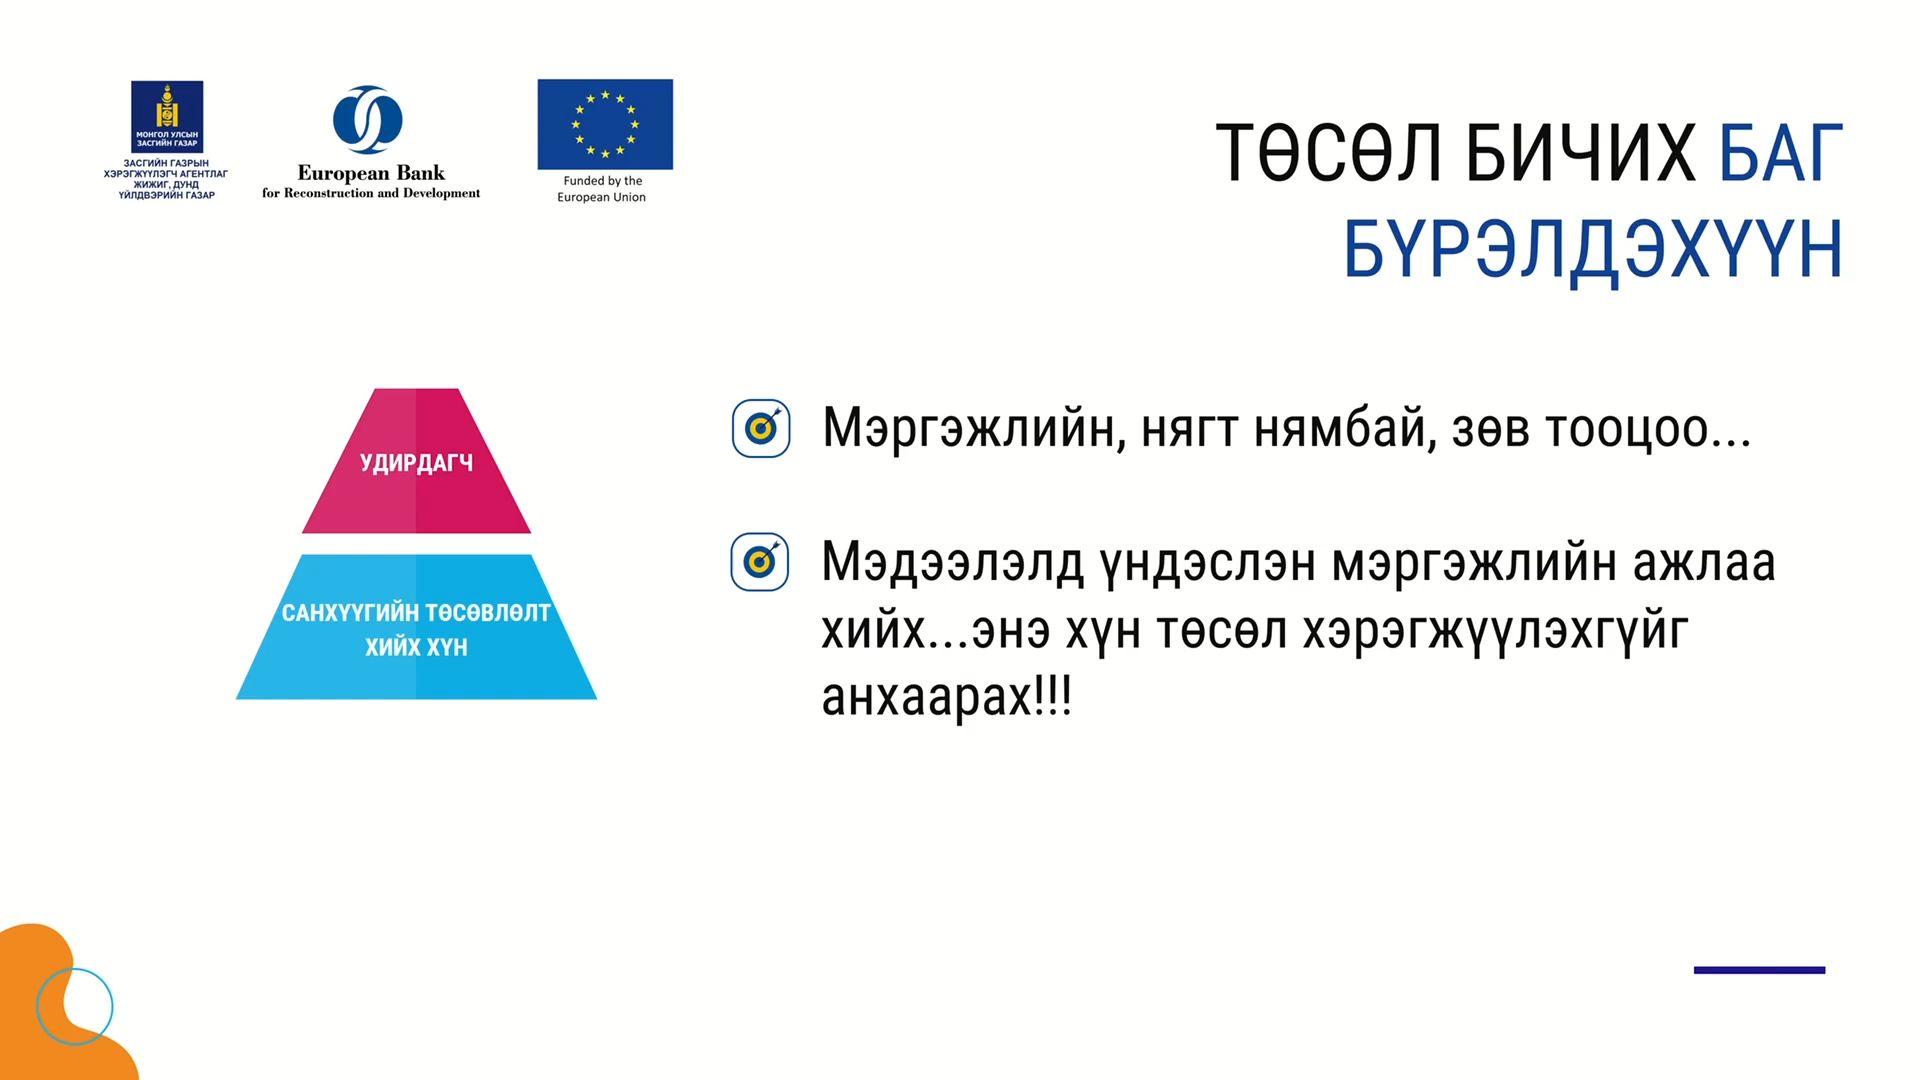 МОНГОЛ УЛСЫН
ЗАСГИЙН ГАЗАР
ЗАСГИЙН ГАЗРЫН
ХЭРЭГЖҮҮЛЭГЧ АГЕНТЛАГ
ЖИЖИГ, ДУНД
ҮЙЛДВЭРИЙН ГАЗАР
European Bank
for Reconstruction and Development
Funded by the
European Union
ТӨСӨЛ БИЧИХ БАГ
БҮРЭЛДЭХҮҮН
УДИРДАГЧ
САНХҮҮГИЙН ТӨСӨВЛӨЛТ
ХИЙХ ХҮН
Мэргэжлийн, нягт нямбай, зөв тооцоо...
Мэдээлэлд үндэслэн мэргэжлийн ажлаа
хийх...энэ хүн төсөл хэрэгжүүлэхгүйг
анхаарах!!!